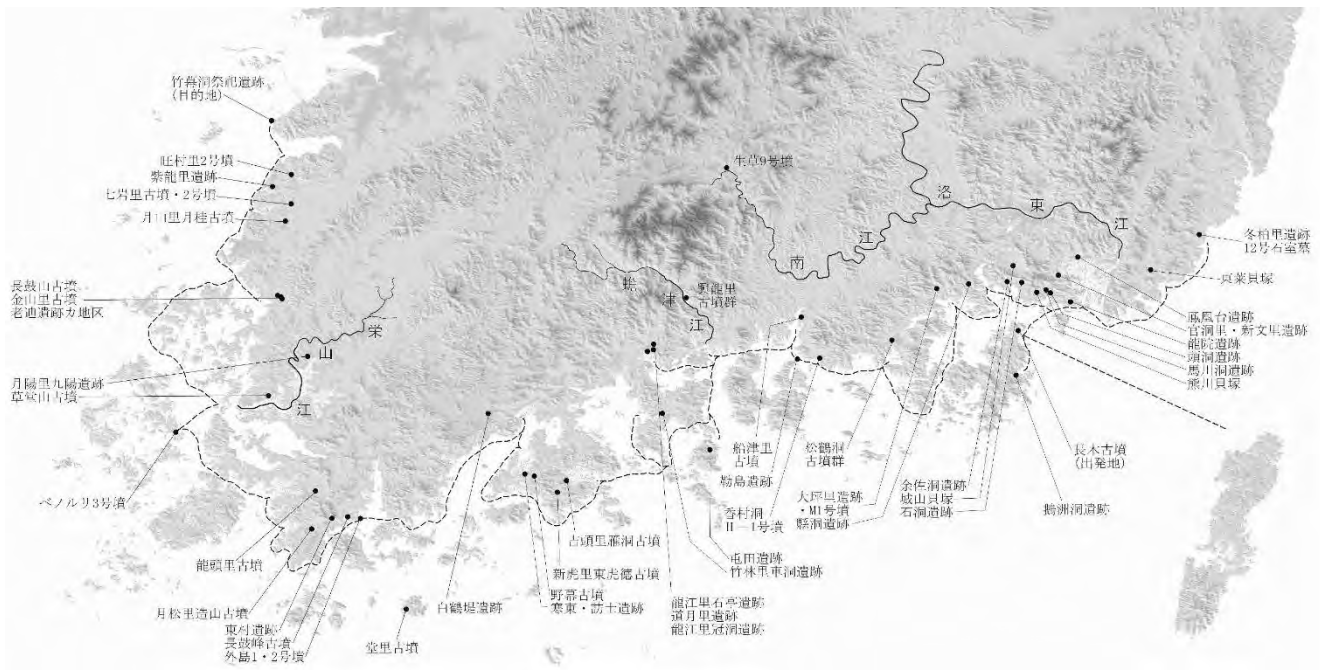 竹幕洞祭祀遺跡
(目的地)
旺村里2号墳
紫龍里遺跡
七岩里古墳・2号墳
月山里月桂古墳
長鼓山古墳
金山里古墳
老迪遺跡カ地区
月陽里九陽遺跡
草堂山古墳
ベノルリ3号墳
龍頭里古墳
月松里造山古墳
東村遺跡
長鼓峰古墳
外島1・2号墳
堂里古墳
白鶴堤遺跡
古頭里雁洞古墳
新虎里東虎徳古墳
野幕古墳
寒東・訪士遺跡
龍江里石亭遺跡
道月里遺跡
龍江里冠洞遺跡
屯田遺跡
竹林里車洞遺跡
船津里
古墳
勒島遺跡
松鶴洞
古墳群
香村洞
II-1号墳
大坪里遺跡
・M1号墳
縣洞遺跡
余佐洞遺跡
城山貝塚
石洞遺跡
長木古墳
(出発地)
鵝洲洞遺跡
冬柏里遺跡
12号石室墓
東萊貝塚
鳳凰台遺跡
官洞里・新文里遺跡
龍院遺跡
頭洞遺跡
馬川洞遺跡
熊川貝塚
生草9号墳
古墳群
栄
山
江
蟾
津
江
南
江
洛
東
江